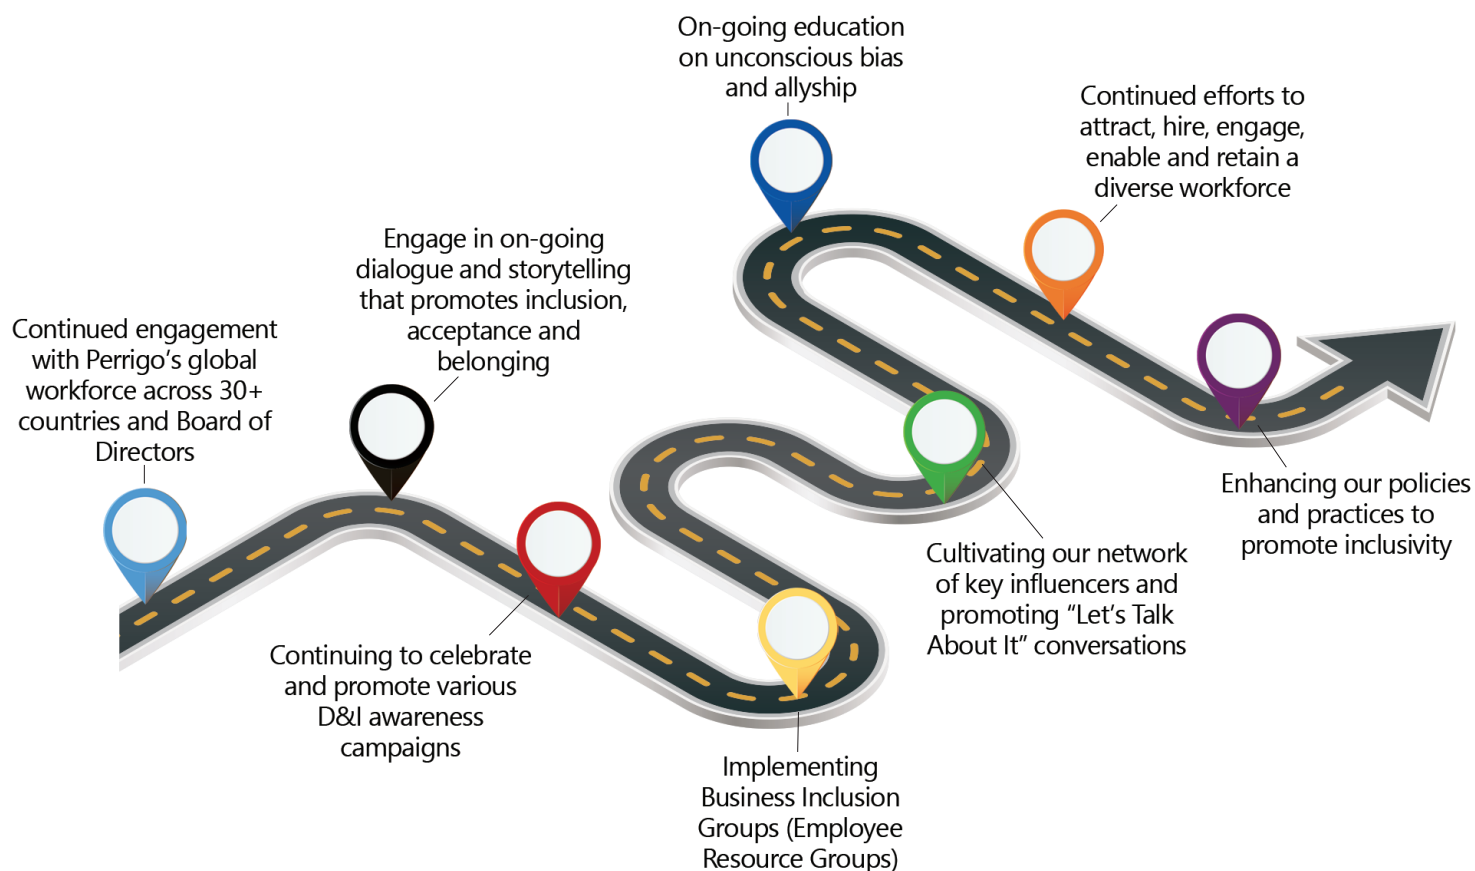 On-going education
on unconscious bias
and allyship
Continued efforts to
attract, hire, engage,
enable and retain a
diverse workforce
Engage in on-going
dialogue and storytelling
that promotes inclusion,
acceptance and
belonging
Continued engagement
with Perrigo’s global
workforce across 30+
countries and Board of
Directors
Enhancing our policies
and practices to
promote inclusivity
Cultivating our network
of key influencers and
promoting “Let’s Talk
About It” conversations
Continuing to celebrate
and promote various
D&I awareness
campaigns
Implementing
Business Inclusion
Groups (Employee
Resource Groups)